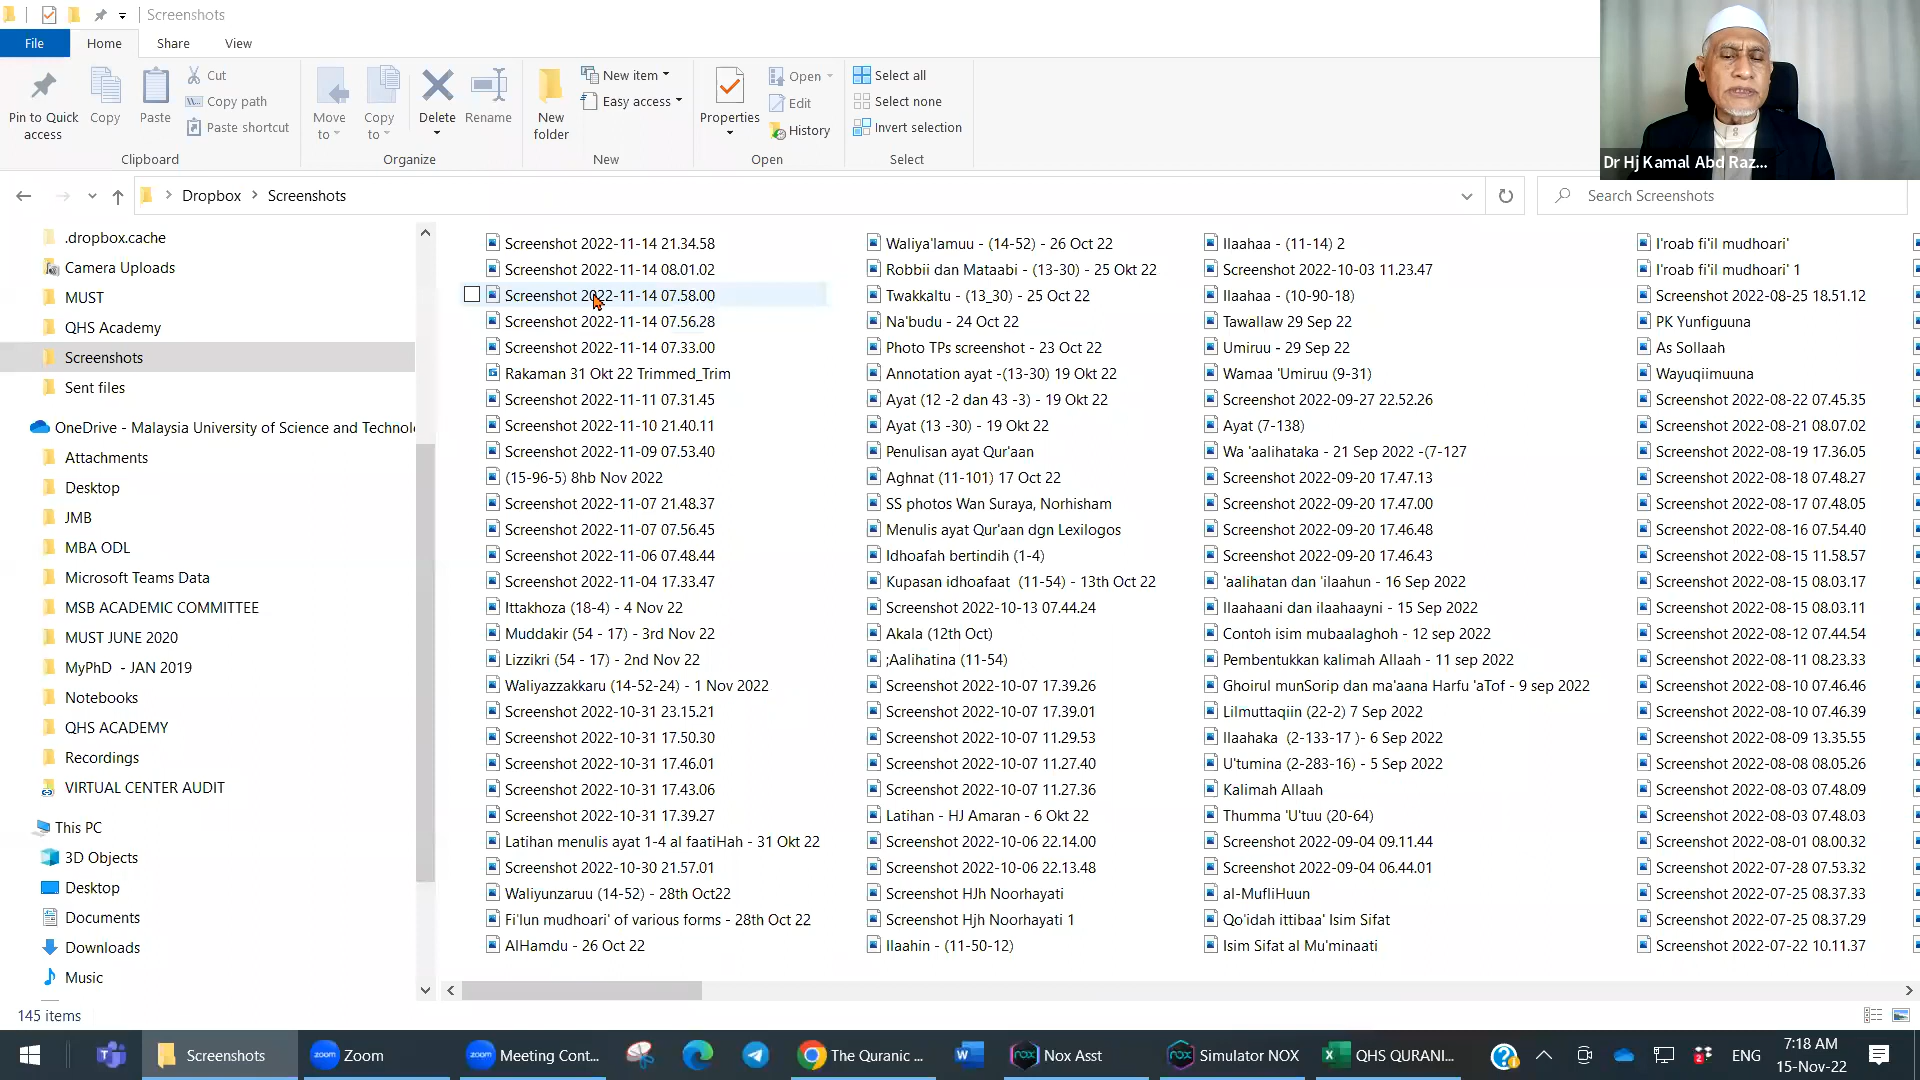 Screenshots
File
Home
Share
View
Pin to Quick access
Copy
Paste
Cut
Copy path
Paste shortcut
Clipboard
Move to
Copy to
Delete
Rename
Organize
New folder
New item
Easy access
New
Properties
Open
Edit
History
Open
Select all
Select none
Invert selection
Select
Dr Hj Kamal Abd Raz...
Dropbox
Screenshots
Search Screenshots
.dropbox.cache
Camera Uploads
MUST
QHS Academy
Screenshots
Sent files
OneDrive - Malaysia University of Science and Technol
Attachments
Desktop
JMB
MBA ODL
Microsoft Teams Data
MSB ACADEMIC COMMITTEE
MUST JUNE 2020
MyPhD - JAN 2019
Notebooks
QHS ACADEMY
Recordings
VIRTUAL CENTER AUDIT
This PC
3D Objects
Desktop
Documents
Downloads
Music
Screenshot 2022-11-14 21.34.58
Screenshot 2022-11-14 08.01.02
Screenshot 2022-11-14 07.58.00
Screenshot 2022-11-14 07.56.28
Screenshot 2022-11-14 07.33.00
Rakaman 31 Okt 22 Trimmed_Trim
Screenshot 2022-11-11 07.31.45
Screenshot 2022-11-10 21.40.11
Screenshot 2022-11-09 07.53.40
(15-96-5) 8hb Nov 2022
Screenshot 2022-11-07 21.48.37
Screenshot 2022-11-07 07.56.45
Screenshot 2022-11-06 07.48.44
Screenshot 2022-11-04 17.33.47
Ittakhoza (18-4) - 4 Nov 22
Muddakir (54 - 17) - 3rd Nov 22
Lizzikri (54 - 17) - 2nd Nov 22
Waliyazzakkaru (14-52-24) - 1 Nov 2022
Screenshot 2022-10-31 23.15.21
Screenshot 2022-10-31 17.50.30
Screenshot 2022-10-31 17.46.01
Screenshot 2022-10-31 17.43.06
Screenshot 2022-10-31 17.39.27
Latihan menulis ayat 1-4 al faatiHah - 31 Okt 22
Screenshot 2022-10-30 21.57.01
Waliyunzaruu (14-52) - 28th Oct22
Fi'lun mudhoari' of various forms - 28th Oct 22
AlHamdu - 26 Oct 22
Waliya'lamuu - (14-52) - 26 Oct 22
Robbii dan Mataabi - (13-30) - 25 Okt 22
Twakkaltu - (13_30) - 25 Oct 22
Na'budu - 24 Oct 22
Photo TPs screenshot - 23 Oct 22
Annotation ayat -(13-30) 19 Okt 22
Ayat (12 -2 dan 43 -3) - 19 Okt 22
Ayat (13 -30) - 19 Okt 22
Penulisan ayat Qur'aan
Aghnat (11-101) 17 Oct 22
SS photos Wan Suraya, Norhisham
Menulis ayat Qur'aan dgn Lexilogos
Idhoafah bertindih (1-4)
Kupasan idhoafaat (11-54) - 13th Oct 22
Screenshot 2022-10-13 07.44.24
Akala (12th Oct)
;Aalihatina (11-54)
Screenshot 2022-10-07 17.39.26
Screenshot 2022-10-07 17.39.01
Screenshot 2022-10-07 11.29.53
Screenshot 2022-10-07 11.27.40
Screenshot 2022-10-07 11.27.36
Latihan - HJ Amaran - 6 Okt 22
Screenshot 2022-10-06 22.14.00
Screenshot 2022-10-06 22.13.48
Screenshot HJh Noorhayati
Screenshot Hjh Noorhayati 1
Ilaahin - (11-50-12)
Ilaahaa - (11-14) 2
Screenshot 2022-10-03 11.23.47
Ilaahaa - (10-90-18)
Tawallaw 29 Sep 22
Umiruu - 29 Sep 22
Wamaa 'Umiruu (9-31)
Screenshot 2022-09-27 22.52.26
Ayat (7-138)
Wa 'aalihataka - 21 Sep 2022 -(7-127
Screenshot 2022-09-20 17.47.13
Screenshot 2022-09-20 17.47.00
Screenshot 2022-09-20 17.46.48
Screenshot 2022-09-20 17.46.43
'aalihatan dan 'ilaahun - 16 Sep 2022
Ilaahaani dan ilaahaayni - 15 Sep 2022
Contoh isim mubaalaghoh - 12 sep 2022
Pembentukkan kalimah Allaah - 11 sep 2022
Ghoirul munSorip dan ma'aana Harfu 'aTof - 9 sep 2022
Lilmuttaqiin (22-2) 7 Sep 2022
Ilaahaka (2-133-17 )- 6 Sep 2022
U'tumina (2-283-16) - 5 Sep 2022
Kalimah Allaah
Thumma 'U'tuu (20-64)
Screenshot 2022-09-04 09.11.44
Screenshot 2022-09-04 06.44.01
al-MufliHuun
Qo'idah ittibaa' Isim Sifat
Isim Sifat al Mu'minaati
I'roab fi'il mudhoari'
I'roab fi'il mudhoari' 1
Screenshot 2022-08-25 18.51.12
PK Yunfiguuna
As Sollaah
Wayuqiimuuna
Screenshot 2022-08-22 07.45.35
Screenshot 2022-08-21 08.07.02
Screenshot 2022-08-19 17.36.05
Screenshot 2022-08-18 07.48.27
Screenshot 2022-08-17 07.48.05
Screenshot 2022-08-16 07.54.40
Screenshot 2022-08-15 11.58.57
Screenshot 2022-08-15 08.03.17
Screenshot 2022-08-15 08.03.11
Screenshot 2022-08-12 07.44.54
Screenshot 2022-08-11 08.23.33
Screenshot 2022-08-10 07.46.46
Screenshot 2022-08-10 07.46.39
Screenshot 2022-08-09 13.35.55
Screenshot 2022-08-08 08.05.26
Screenshot 2022-08-03 07.48.09
Screenshot 2022-08-03 07.48.03
Screenshot 2022-08-01 08.00.32
Screenshot 2022-07-28 07.53.32
Screenshot 2022-07-25 08.37.33
Screenshot 2022-07-25 08.37.29
Screenshot 2022-07-22 10.11.37
145 items
Screenshots
zoom Zoom
zoom Meeting Cont...
The Quranic ...
nox Nox Asst
nox Simulator NOX
QHS QURANI...
ENG
7:18 AM
15-Nov-22